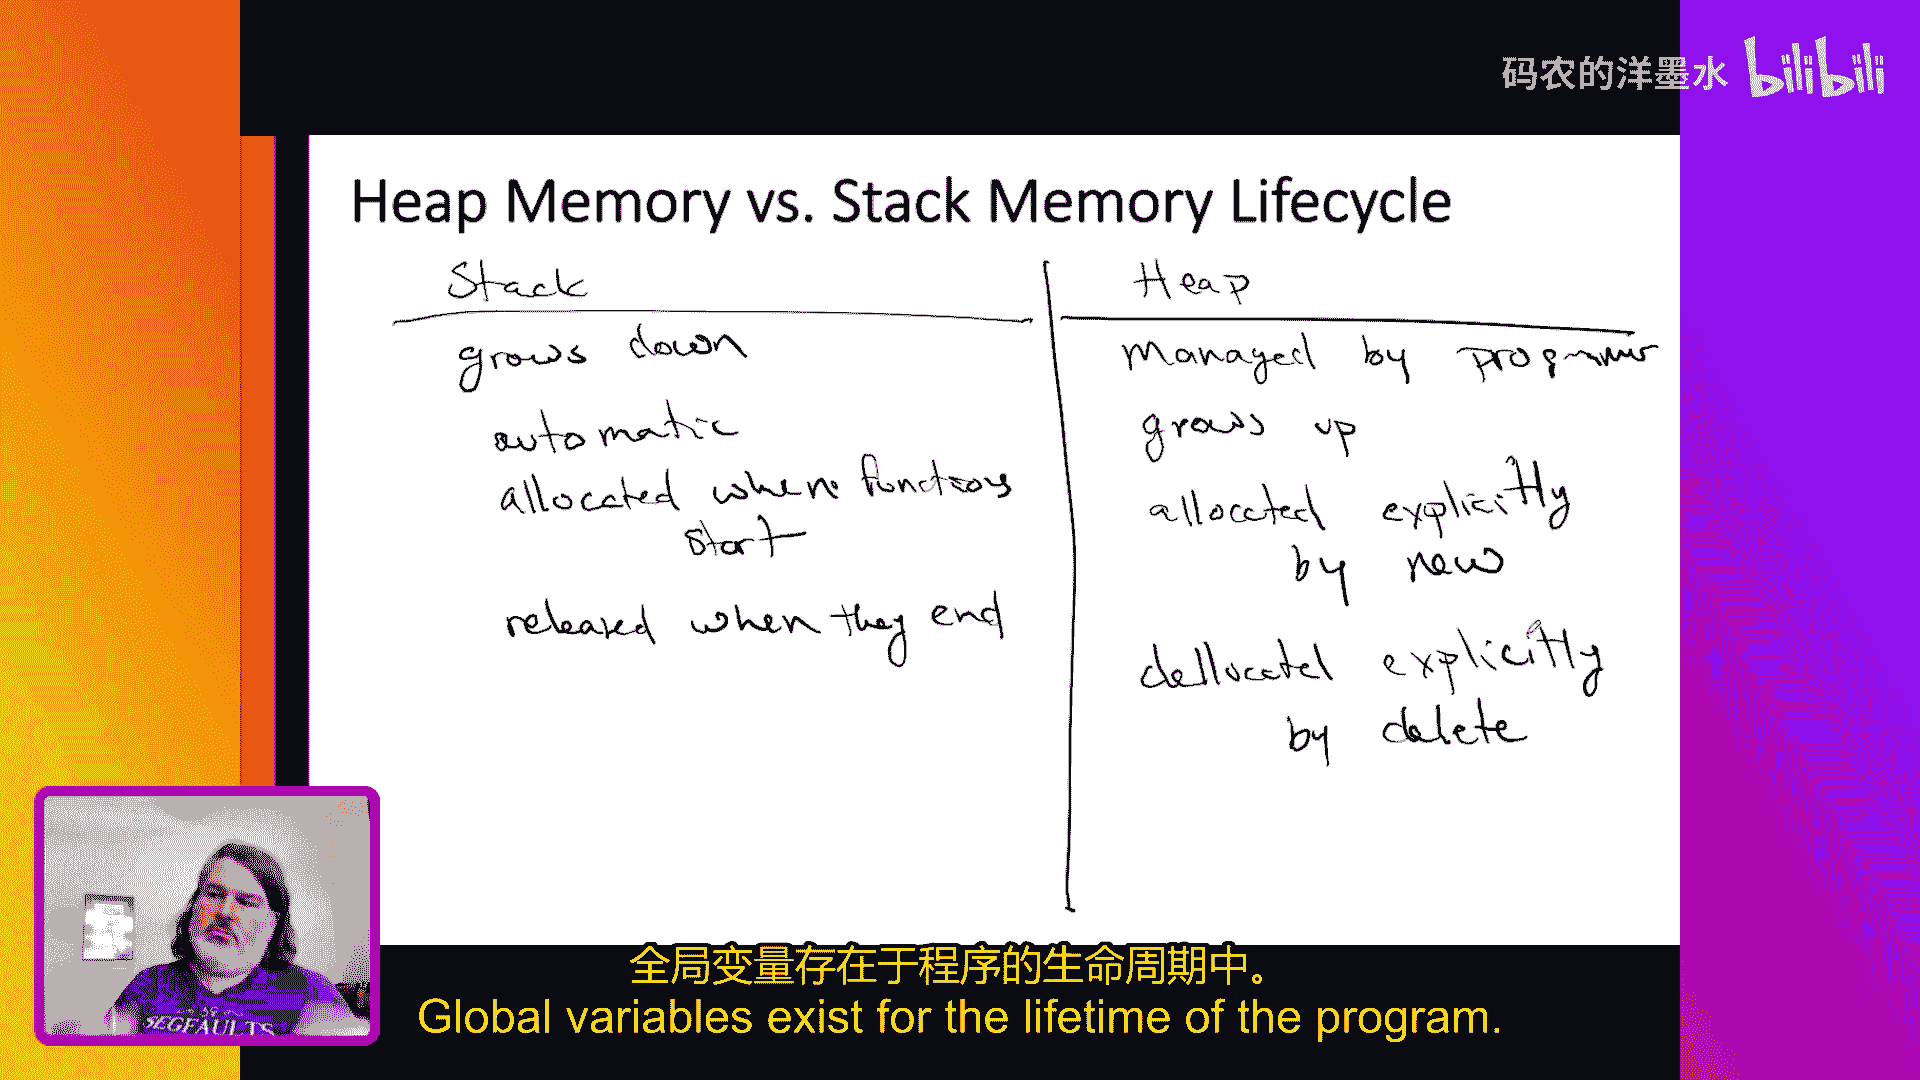 码农的洋墨水 bilibili
Heap Memory vs. Stack Memory Lifecycle
Stack
grows down
automatic
allocated when functions
start
released when they end
Heap
Managed by
grows up
allocated explicitly
by new
dellocated explicitly
by delete
SEGFAULTS
全局变量存在于程序的生命周期中。
Global variables exist for the lifetime of the program.